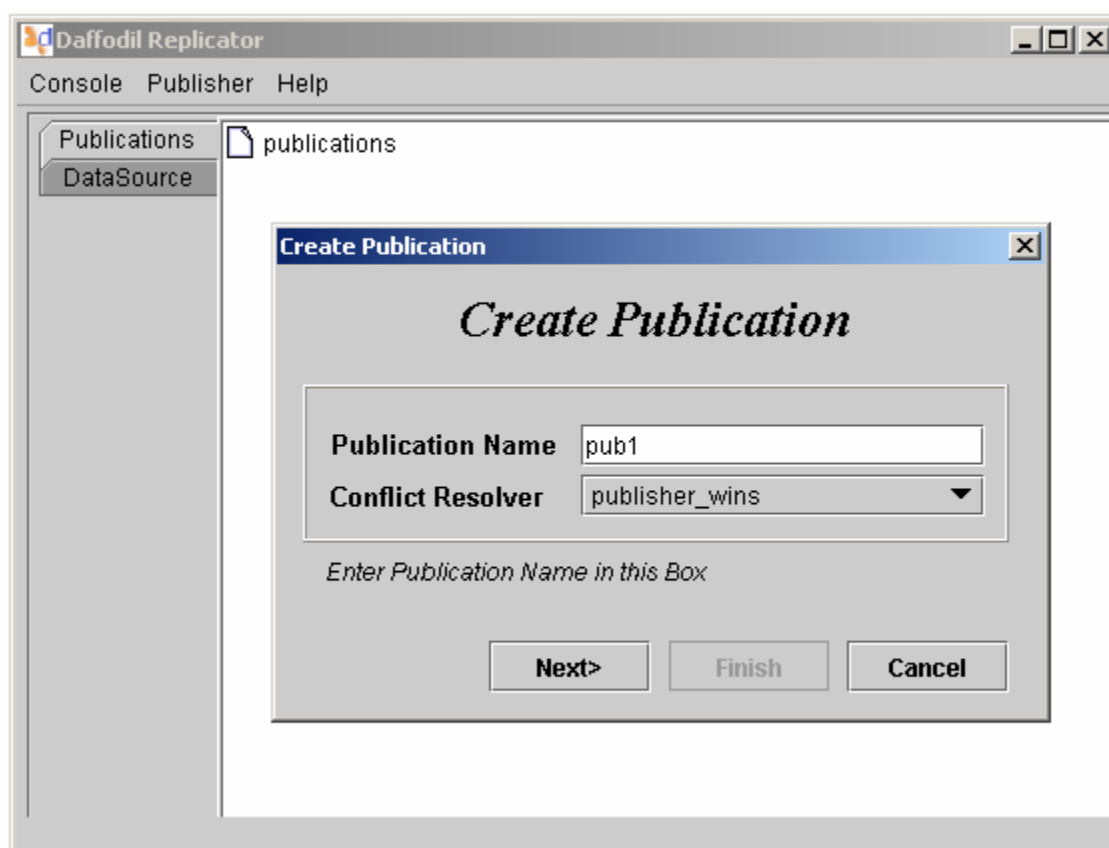 Daffodil Replicator
Console Publisher Help
Publications
publications
DataSource
Create Publication
Create Publication
Publication Name pub1
Conflict Resolver publisher_wins
Enter Publication Name in this Box
Next> Finish Cancel